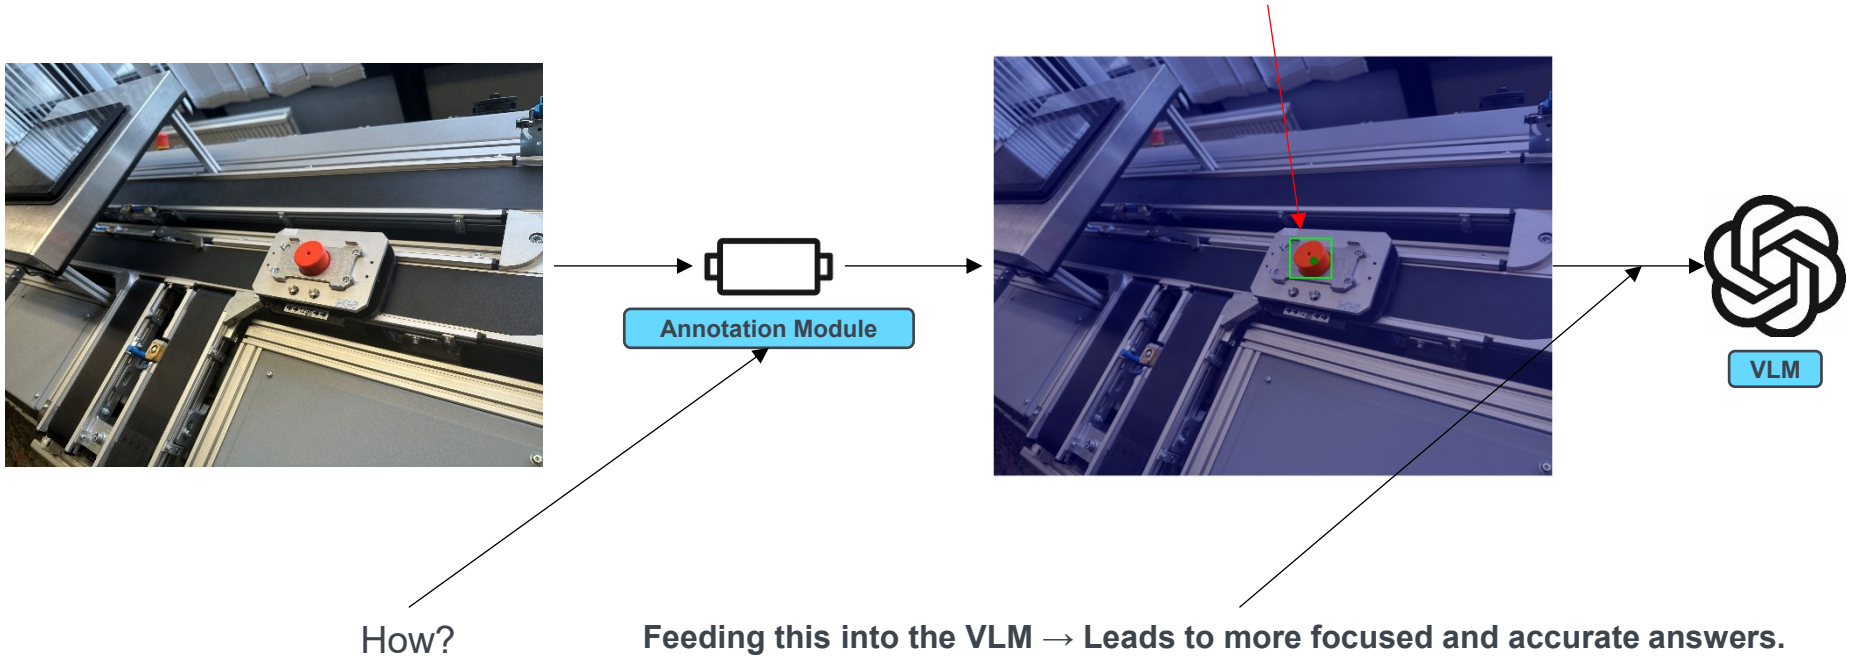 Annotation Module
VLM
How?
Feeding this into the VLM → Leads to more focused and accurate answers.